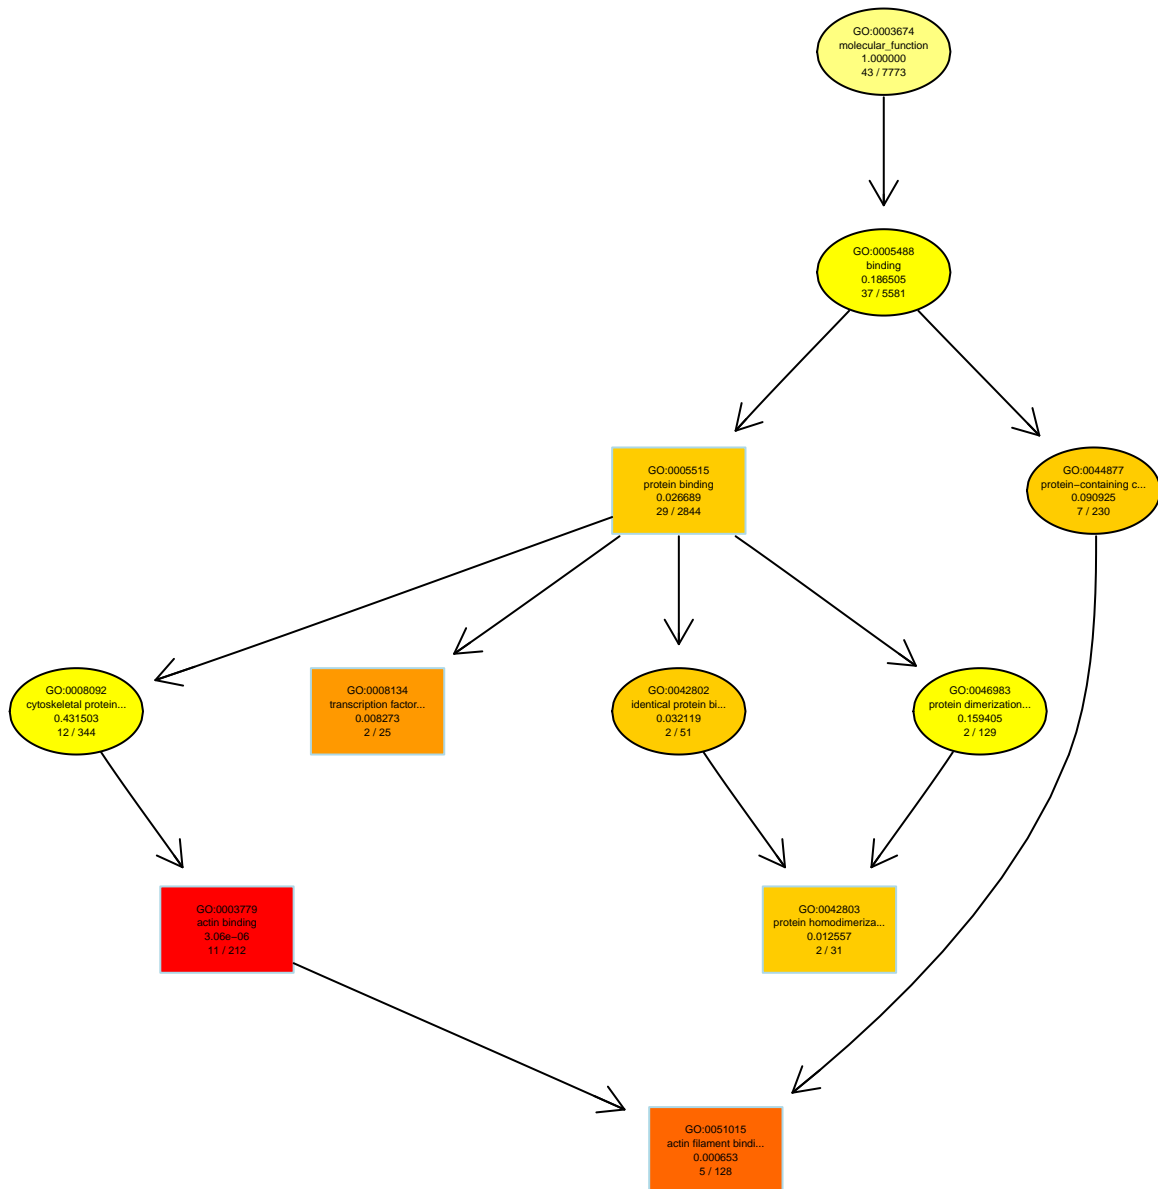 GO:0003674
molecular_function
1.000000
43 / 7773
GO:0005488
binding
0.186505
37 / 5581
GO:0005515
protein binding
0.026689
29 / 2844
GO:0044877
protein−containing c...
0.090925
7 / 230
GO:0008092
cytoskeletal protein...
0.431503
12 / 344
GO:0008134
transcription factor...
0.008273
2 / 25
GO:0042802
identical protein bi...
0.032119
2 / 51
GO:0046983
protein dimerization...
0.159405
2 / 129
GO:0003779
actin binding
3.06e−06
11 / 212
GO:0042803
protein homodimeriza...
0.012557
2 / 31
GO:0051015
actin filament bindi...
0.000653
5 / 128